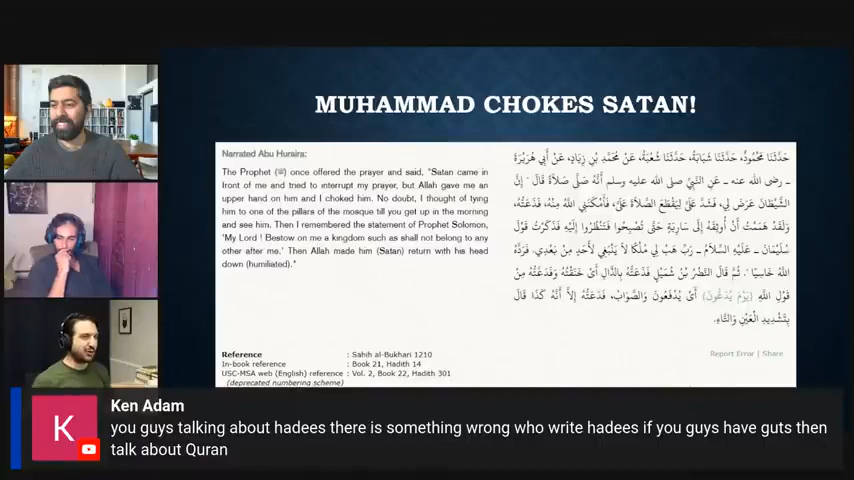 MUHAMMAD CHOKES SATAN!
Narrated Abu Huraira:
The Prophet (ﷺ) once offered the prayer and said, "Satan came in
front of me and tried to interrupt my prayer, but Allah gave me an
upper hand on him and I choked him. No doubt, I thought of tying
him to one of the pillars of the mosque till you get up in the morning
and see him. Then I remembered the statement of Prophet Solomon,
'My Lord ! Bestow on me a kingdom such as shall not belong to any
other after me.' Then Allah made him (Satan) return with his head
down (humiliated)."
حَدَّثَنَا مَحْمُودٌ، حَدَّثَنَا شَبَابَةُ، حَدَّثَنَا شُعْبَةُ، عَنْ مُحَمَّدِ بْنِ زِيَادٍ، عَنْ أَبِي هُرَيْرَةَ
ـ رضى الله عنه ـ عَنِ النَّبِيِّ صلى الله عليه وسلم أَنَّهُ صَلَّى صَلاَةً قَالَ ‏"‏ إِنَّ
الشَّيْطَانَ عَرَضَ لِي، فَشَدَّ عَلَىَّ لِيَقْطَعَ الصَّلاَةَ عَلَىَّ، فَأَمْكَنَنِي اللَّهُ مِنْهُ، فَذَعَتُّهُ،
وَلَقَدْ هَمَمْتُ أَنْ أُوثِقَهُ إِلَى سَارِيَةٍ حَتَّى تُصْبِحُوا فَتَنْظُرُوا إِلَيْهِ فَذَكَرْتُ قَوْلَ
سُلَيْمَانَ ـ عَلَيْهِ السَّلاَمُ ـ رَبِّ هَبْ لِي مُلْكًا لاَ يَنْبَغِي لأَحَدٍ مِنْ بَعْدِي‏.‏ فَرَدَّهُ
اللَّهُ خَاسِيًا ‏"‏‏.‏ ثُمَّ قَالَ النَّضْرُ بْنُ شُمَيْلٍ فَذَعَتُّهُ بِالذَّالِ أَىْ خَنَقْتُهُ وَفَدَعَّتُّهُ مِنْ
قَوْلِ اللَّهِ ‏{‏يَوْمَ يُدَعُّونَ‏}‏ أَىْ يُدْفَعُونَ وَالصَّوَابُ، فَدَعَتُّهُ إِلاَّ أَنَّهُ كَذَا قَالَ
بِتَشْدِيدِ الْعَيْنِ وَالتَّاءِ‏.‏
Reference : Sahih al-Bukhari 1210
In-book reference : Book 21, Hadith 14
USC-MSA web (English) reference : Vol. 2, Book 22, Hadith 301
(deprecated numbering scheme)
Report Error | Share
K
Ken Adam
you guys talking about hadees there is something wrong who write hadees if you guys have guts then
talk about Quran